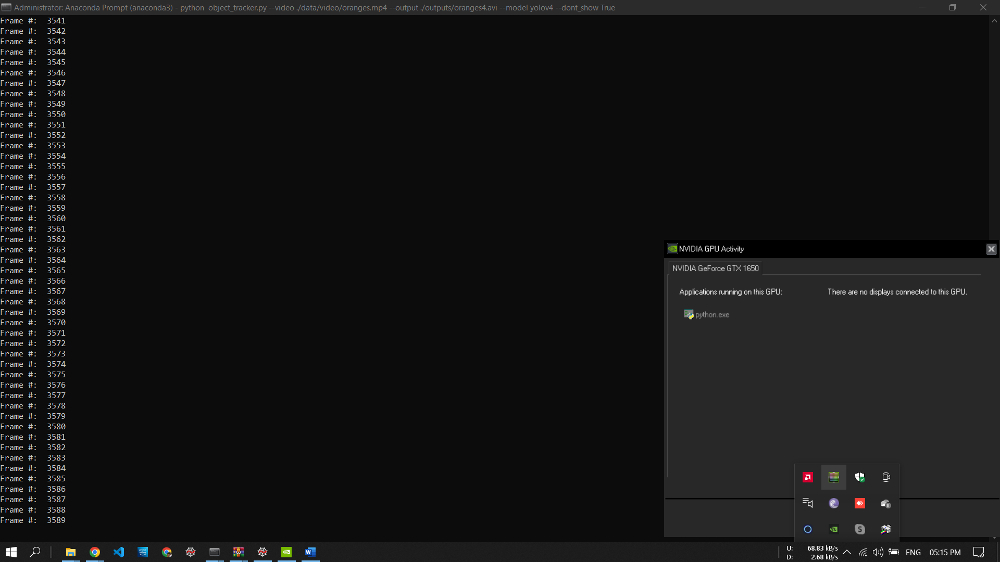 Administrator: Anaconda Prompt (anaconda3) - python  object_tracker.py --video ./data/video/oranges.mp4 --output ./outputs/oranges4.avi --model yolov4 --dont_show True
Frame #:  3541
Frame #:  3542
Frame #:  3543
Frame #:  3544
Frame #:  3545
Frame #:  3546
Frame #:  3547
Frame #:  3548
Frame #:  3549
Frame #:  3550
Frame #:  3551
Frame #:  3552
Frame #:  3553
Frame #:  3554
Frame #:  3555
Frame #:  3556
Frame #:  3557
Frame #:  3558
Frame #:  3559
Frame #:  3560
Frame #:  3561
Frame #:  3562
Frame #:  3563
Frame #:  3564
Frame #:  3565
Frame #:  3566
Frame #:  3567
Frame #:  3568
Frame #:  3569
Frame #:  3570
Frame #:  3571
Frame #:  3572
Frame #:  3573
Frame #:  3574
Frame #:  3575
Frame #:  3576
Frame #:  3577
Frame #:  3578
Frame #:  3579
Frame #:  3580
Frame #:  3581
Frame #:  3582
Frame #:  3583
Frame #:  3584
Frame #:  3585
Frame #:  3586
Frame #:  3587
Frame #:  3588
Frame #:  3589
NVIDIA GPU Activity
NVIDIA GeForce GTX 1650
Applications running on this GPU:
There are no displays connected to this GPU.
python.exe
prime video
U: 68.83 kB/s
D: 2.68 kB/s
ENG
05:15 PM